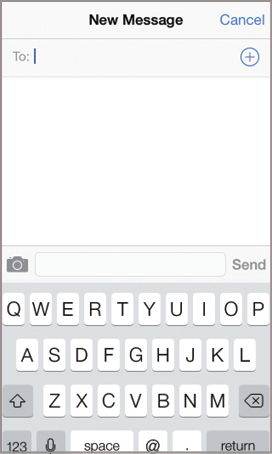 New Message Cancel
To:
Send
Q W E R T Y U I O P
A S D F G H J K L
Z X C V B N M
123 space @ . return